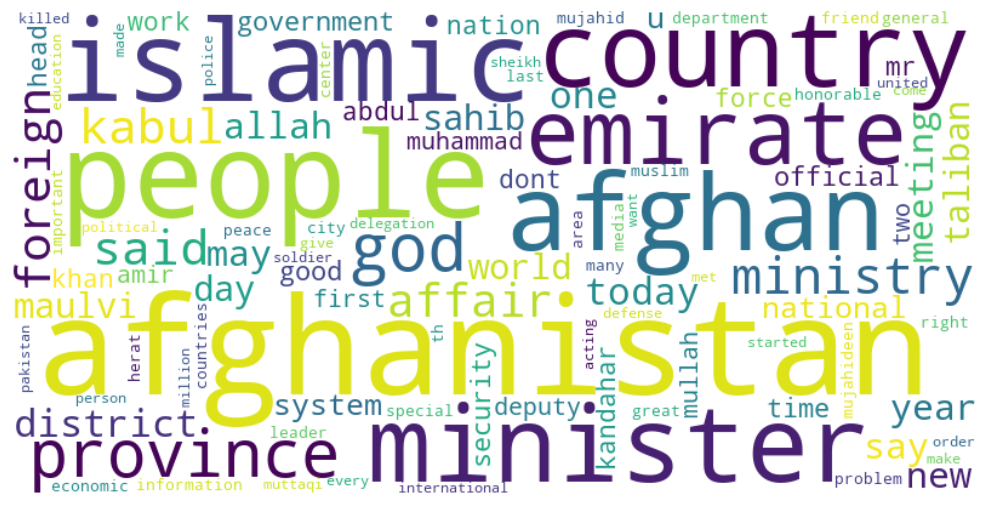 killed
made
work
police
government
center
nation
mujahid
u
department
friend
general
islamic
country
sheikh
last
mr
united
come
head
education
foreign
kabul
allah
abdul
sahib
muhammad
one
force
honorable
emirate
meeting
taliban
people
dont
muslim
official
afghan
two
important
political
said
may
peace
city
delegation
give
god
soldier
good
world
area
media
want
many
met
ministry
khan
amir
day
first
affair
today
defense
national
right
maulvi
afghanistan
th
acting
started
pakistan
herat
million
countries
person
district
system
special
security
deputy
kandahar
great
mullah
time
mujahideen
year
province
leader
minister
say
order
make
new
problem
economic
information
muttaqi
every
international